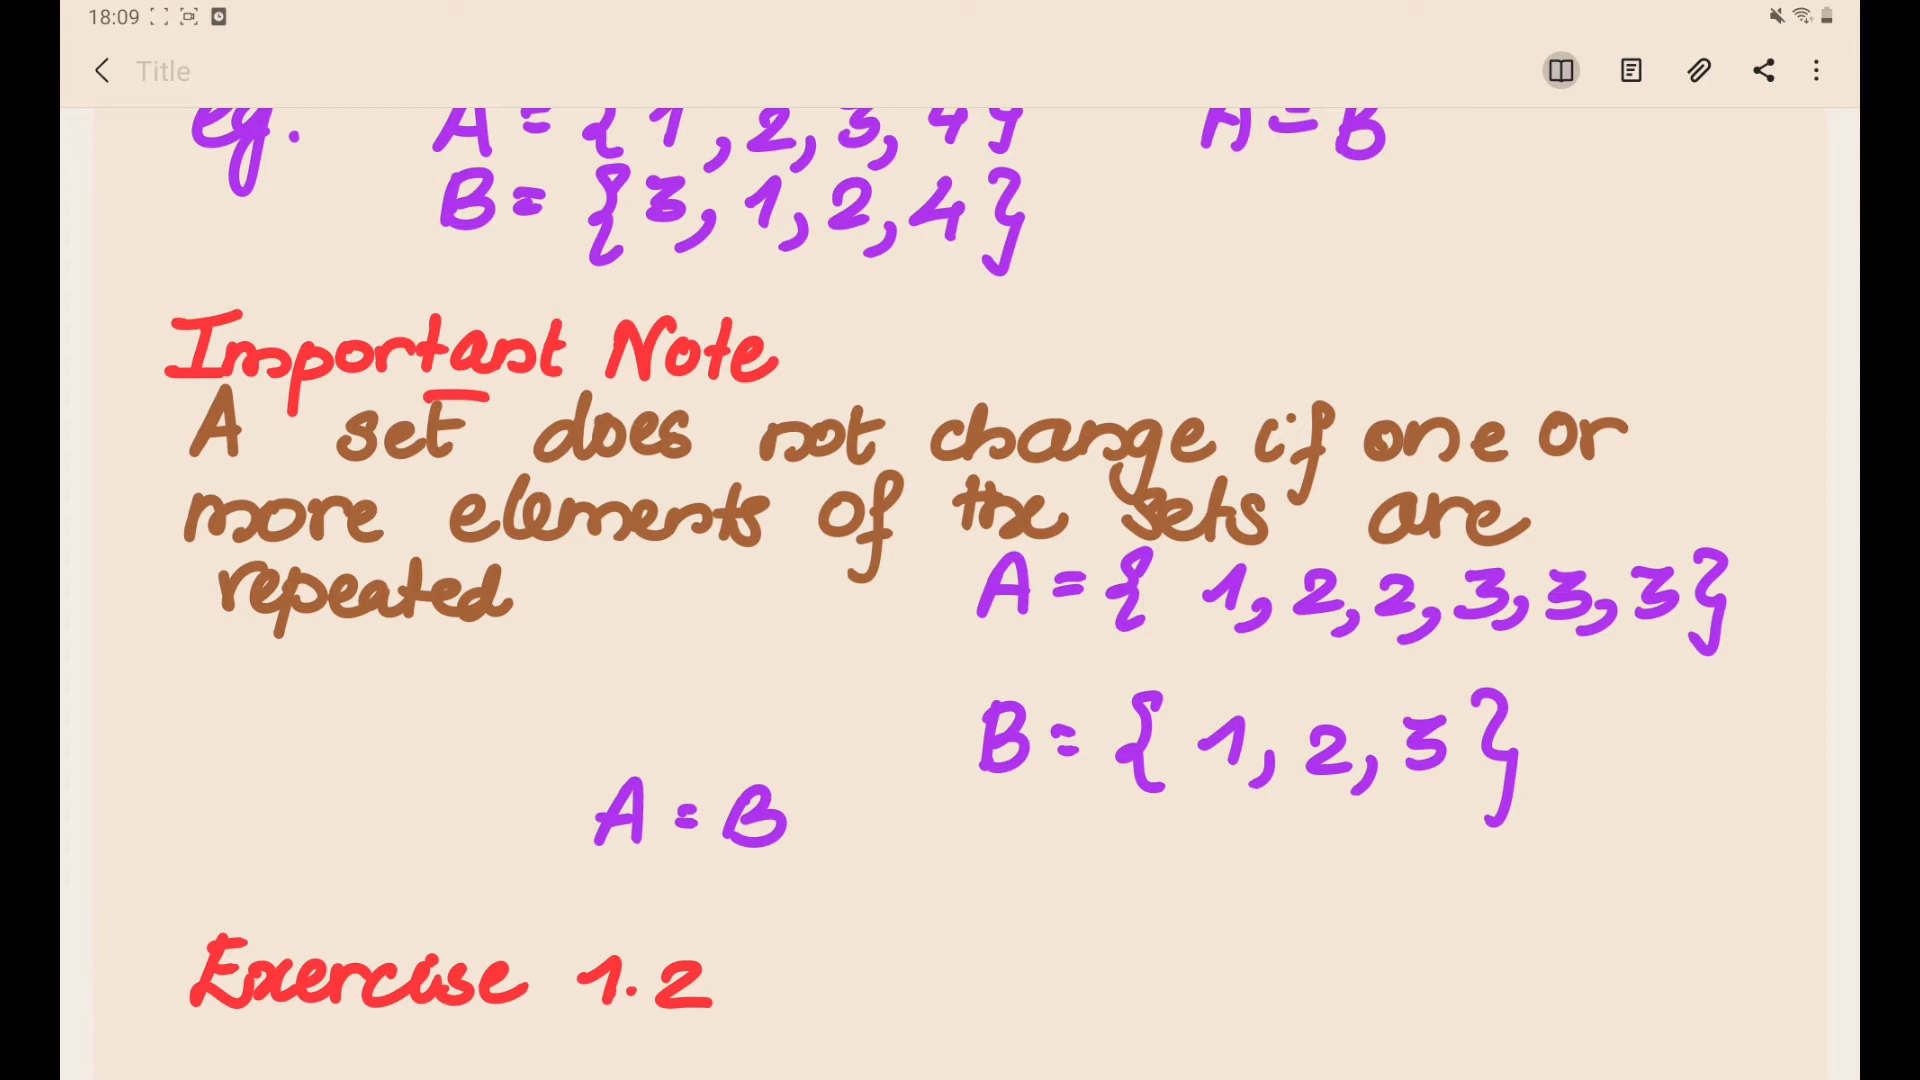 18:09
Title
eg. A = {1, 2, 3, 4} A = B
B = {3, 1, 2, 4}
Important Note
A set does not change if one or
more elements of the sets are
repeated
A = { 1, 2, 2, 3, 3, 3}
B = { 1, 2, 3 }
A = B
Exercise 1.2